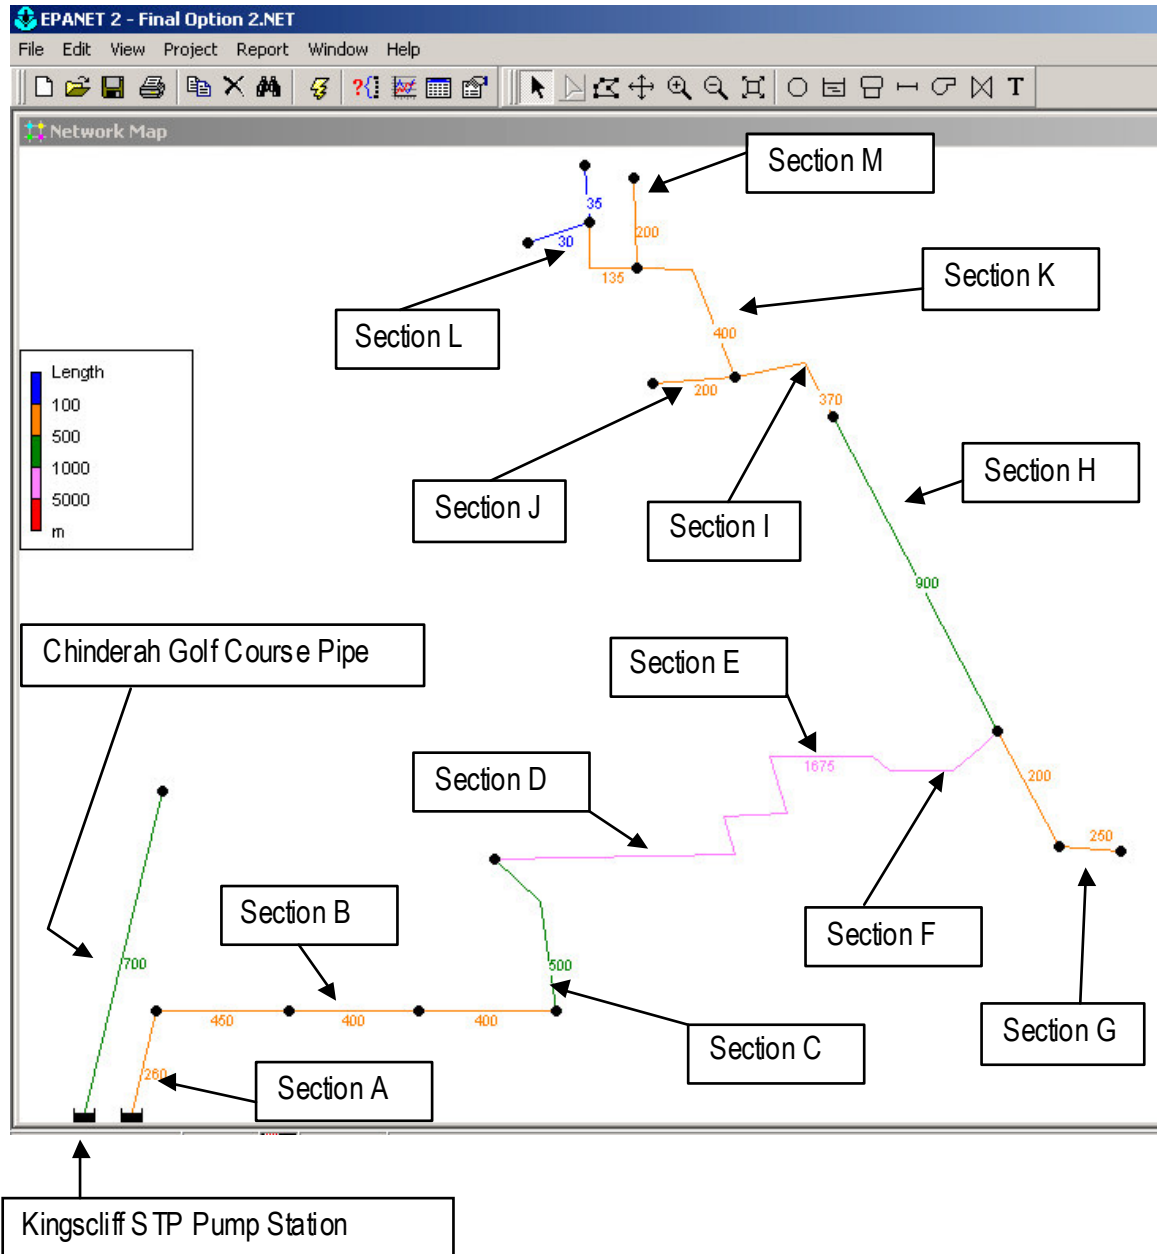 EPANET 2 - Final Option 2.NET
File Edit View Project Report Window Help
T
Network Map
Section M
35
200
30
135
Section K
Section L
400
Length
100
500
1000
5000
m
200
370
Section H
Section J
Section I
900
Chinderah Golf Course Pipe
Section E
1675
Section D
200
250
Section B
Section F
700
500
450
400
400
Section C
Section G
260
Section A
Kingscliff STP Pump Station